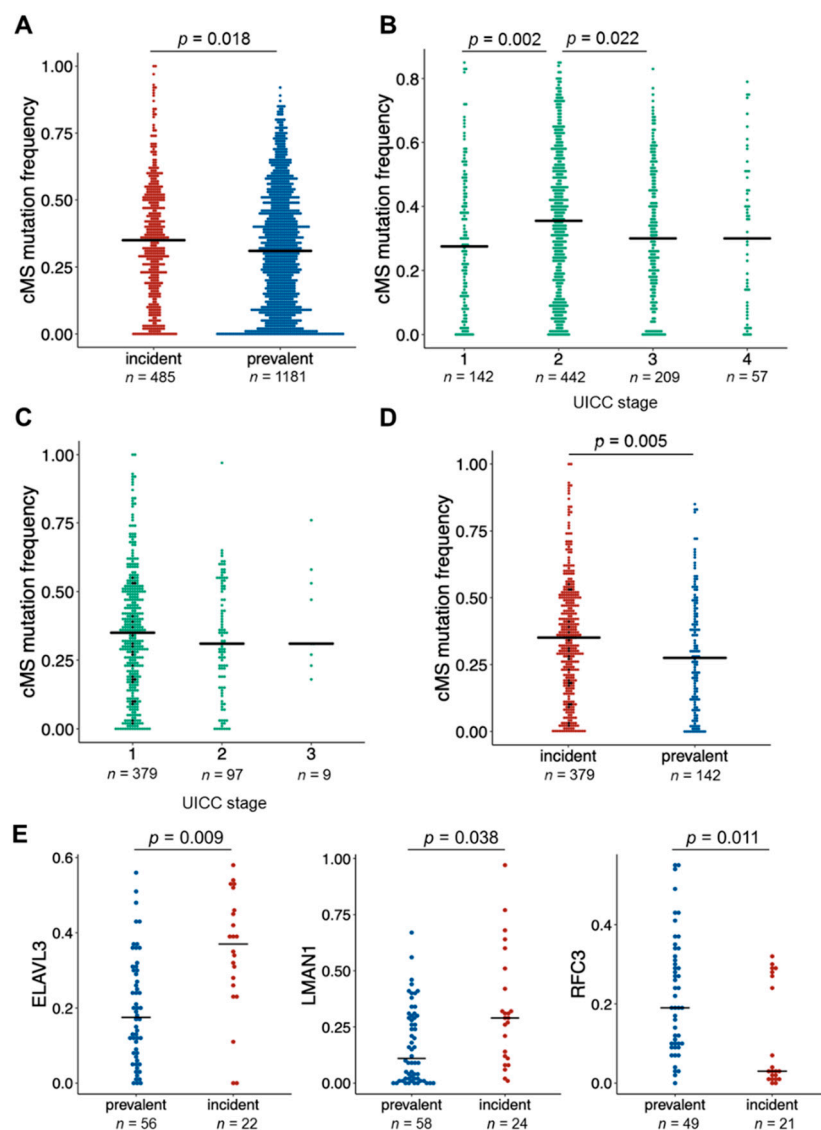 A
p = 0.018
cMS mutation frequency
1.00
0.75
0.50
0.25
0.00
incident
prevalent
n = 485
n = 1181
B
p = 0.002
p = 0.022
cMS mutation frequency
0.8
0.6
0.4
0.2
0.0
1
2
3
4
n = 142
n = 442
n = 209
n = 57
UICC stage
C
cMS mutation frequency
1.00
0.75
0.50
0.25
0.00
1
2
3
n = 379
n = 97
n = 9
UICC stage
D
p = 0.005
cMS mutation frequency
1.00
0.75
0.50
0.25
0.00
incident
prevalent
n = 379
n = 142
E
p = 0.009
ELAVL3
0.6
0.4
0.2
0.0
prevalent
incident
n = 56
n = 22
p = 0.038
LMAN1
1.00
0.75
0.50
0.25
0.00
prevalent
incident
n = 58
n = 24
p = 0.011
RFC3
0.4
0.2
0.0
prevalent
incident
n = 49
n = 21